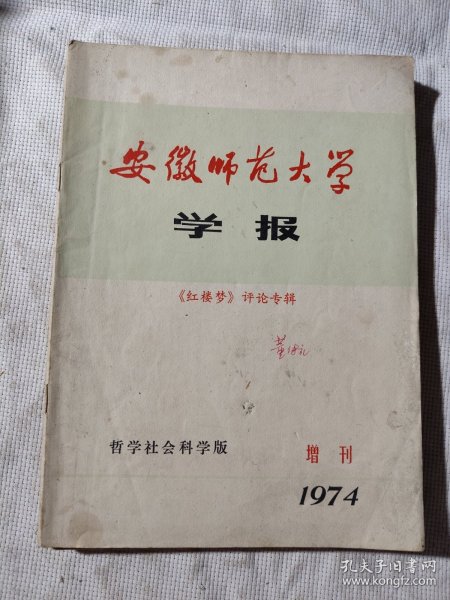 安徽师范大学
学报
《红楼梦》评论专辑
哲学社会科学版
增刊
1974
孔夫子旧书网
www.kongfz.com